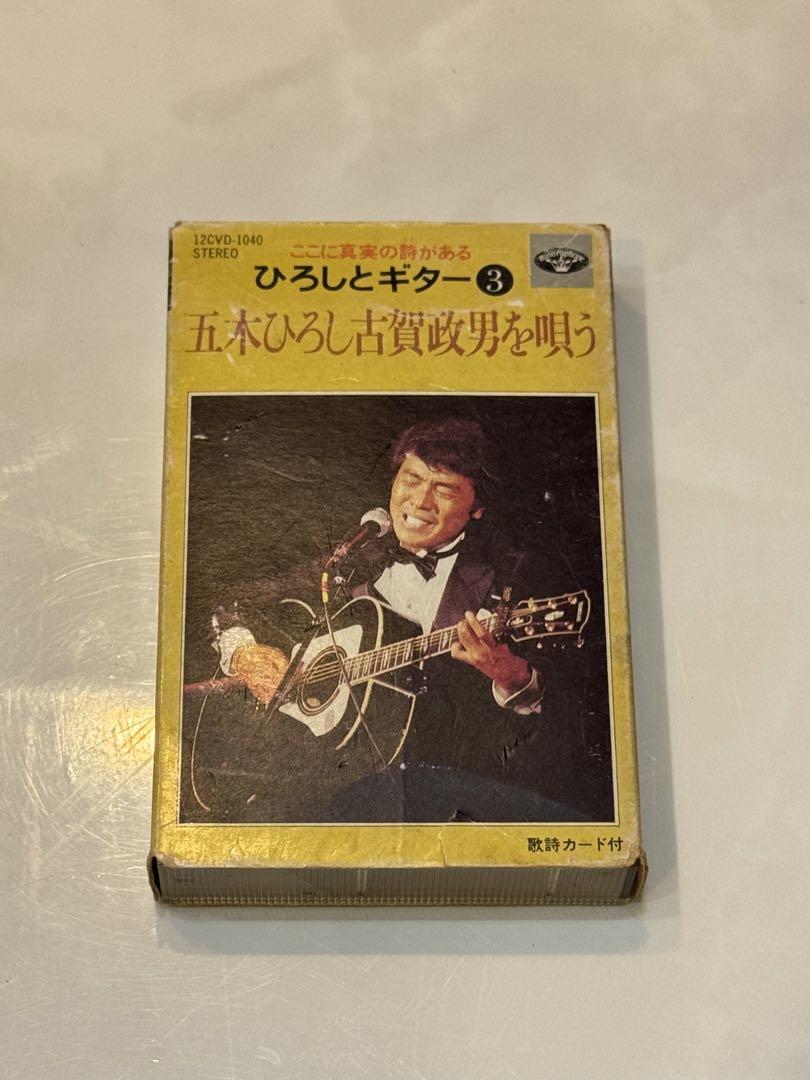 12CVD-1040
STEREO
ここに真実の詩がある
ひろしとギター❸
minoruphone
五木ひろし古賀政男を唄う
歌詩カード付